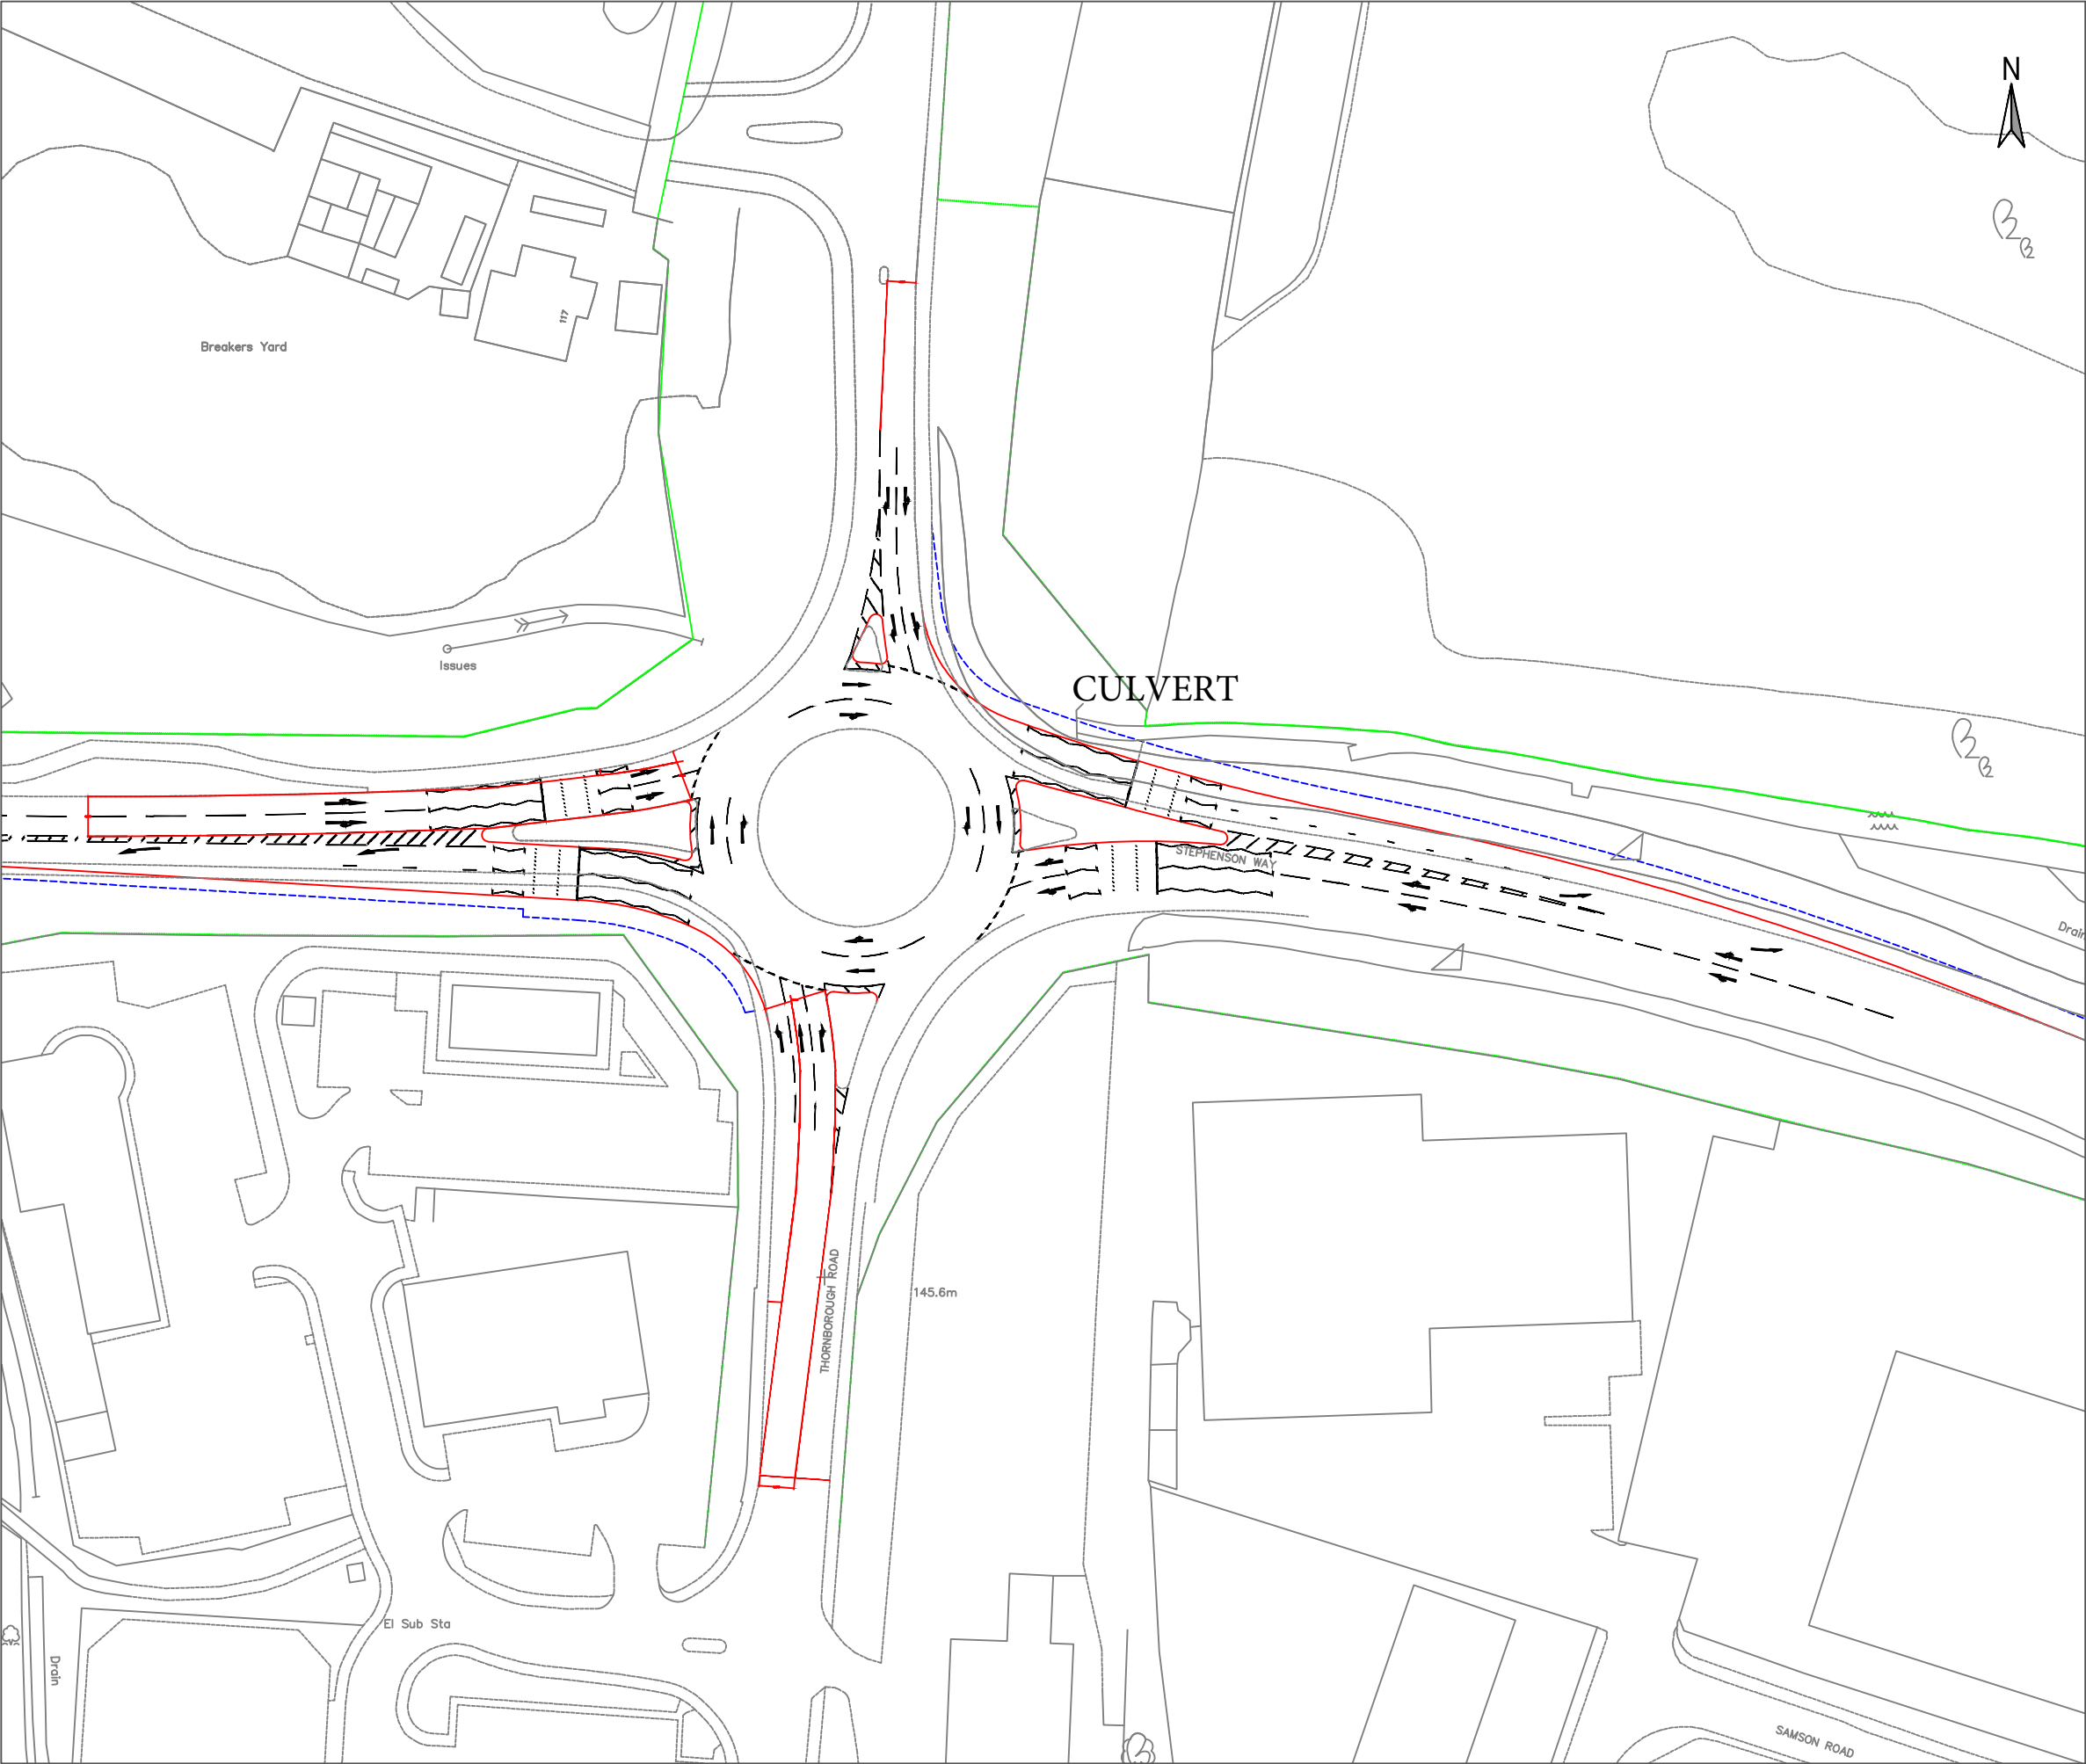 N
117
Breakers Yard
Issues
CULVERT
STEPHENSON WAY
Drain
THORNBOROUGH ROAD
145.6m
El Sub Sta
Drain
SAMSON ROAD